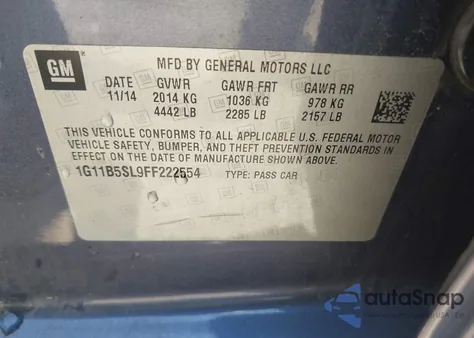 GM
MFD BY GENERAL MOTORS LLC
DATE GVWR GAWR FRT GAWR RR
11/14 2014 KG 1036 KG 978 KG
4442 LB 2285 LB 2157 LB
THIS VEHICLE CONFORMS TO ALL APPLICABLE U.S. FEDERAL MOTOR
VEHICLE SAFETY, BUMPER, AND THEFT PREVENTION STANDARDS IN
EFFECT ON THE DATE OF MANUFACTURE SHOWN ABOVE.
1G11B5SL9FF222554 TYPE: PASS CAR
autoSnap